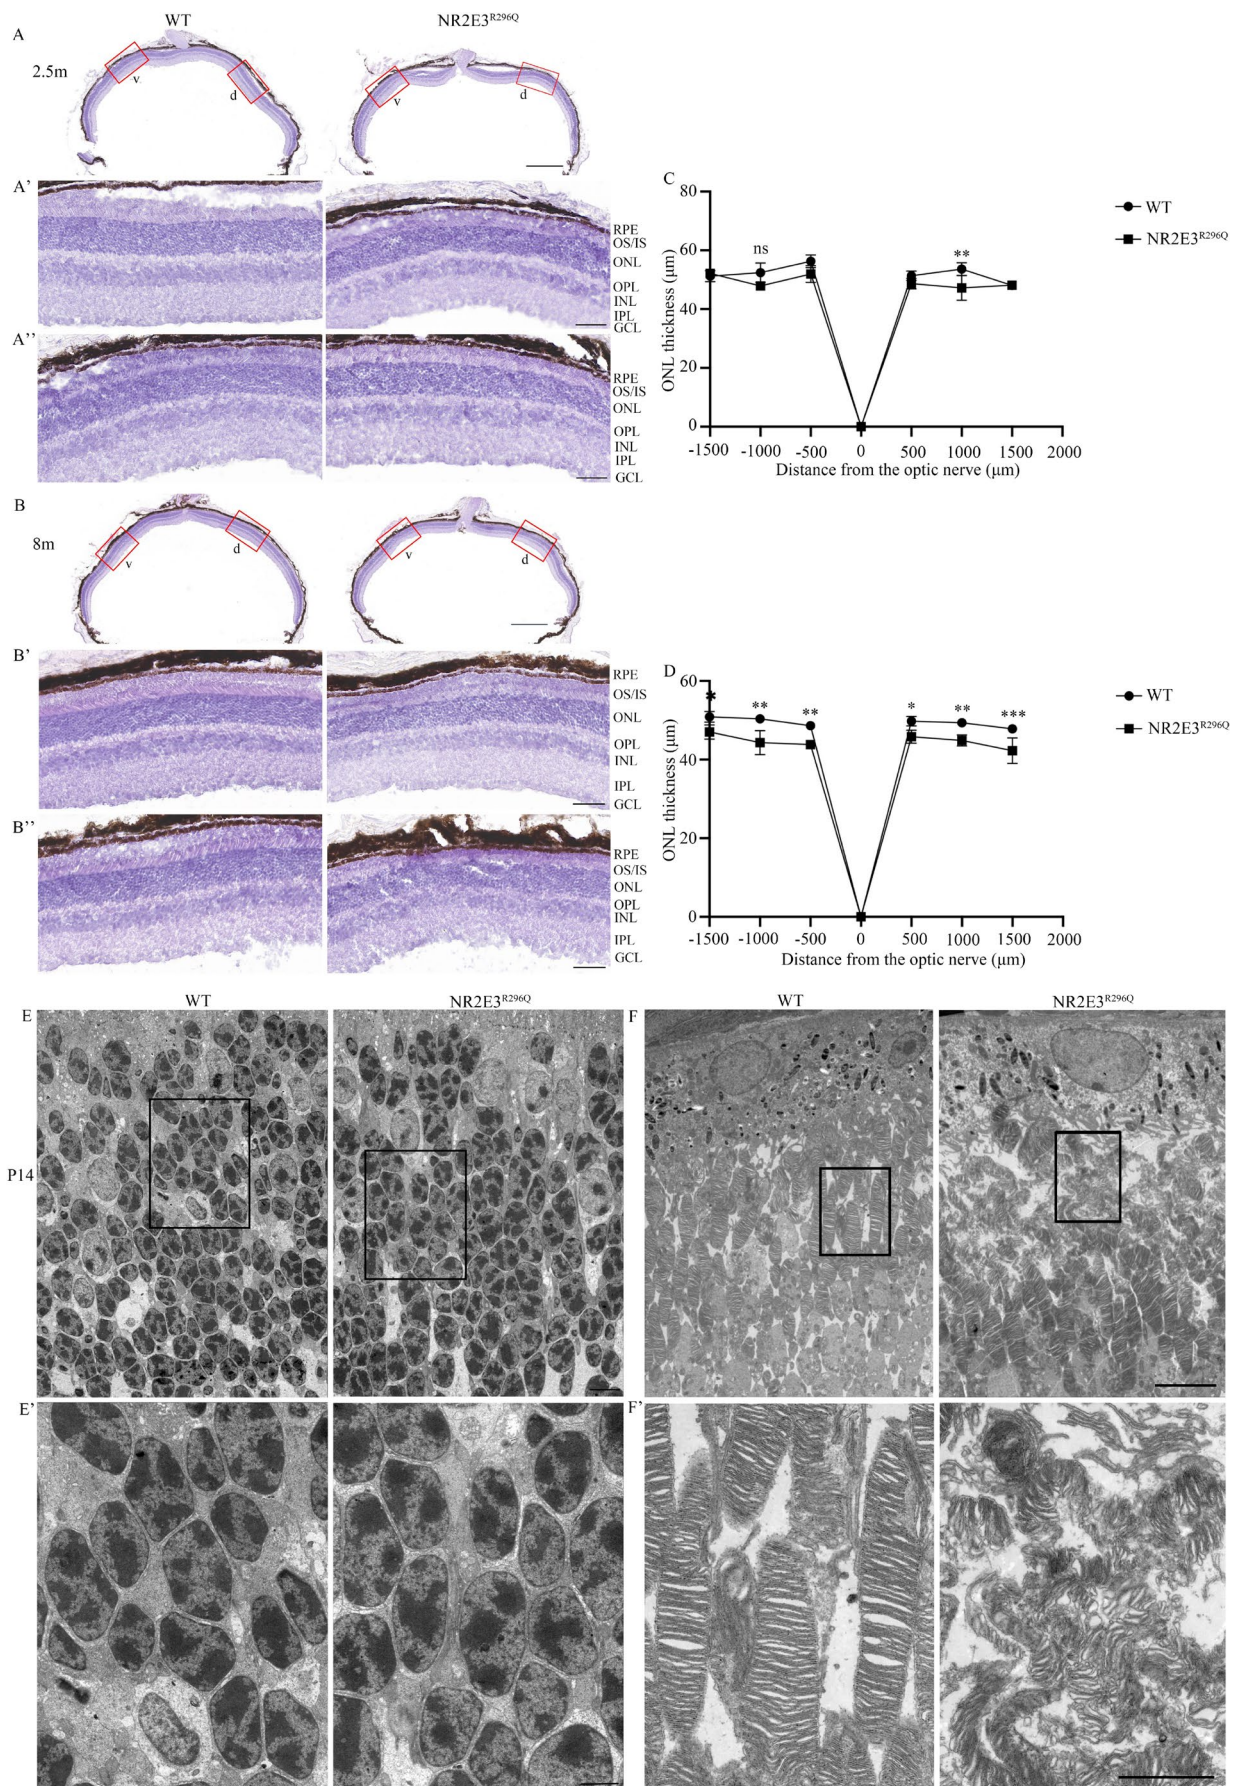 WT NR2E3R296Q
A
2.5m
v d v d
A’
RPE
OS/IS
ONL
OPL
INL
IPL
GCL
A’’
RPE
OS/IS
ONL
OPL
INL
IPL
GCL
C
80
60
40
20
0
ONL thickness (μm)
ns **
-1500 -1000 -500 0 500 1000 1500 2000
Distance from the optic nerve (μm)
WT
NR2E3R296Q
B
8m
v d v d
B’
RPE
OS/IS
ONL
OPL
INL
IPL
GCL
B’’
RPE
OS/IS
ONL
OPL
INL
IPL
GCL
D
60
40
20
0
ONL thickness (μm)
* ** ** * ** ***
-1500 -1000 -500 0 500 1000 1500 2000
Distance from the optic nerve (μm)
WT
NR2E3R296Q
WT NR2E3R296Q WT NR2E3R296Q
E F
P14
E’ F’